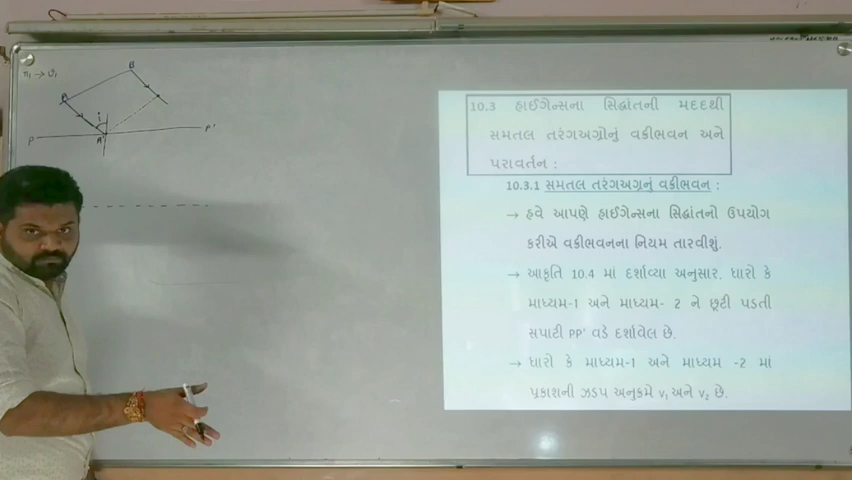 n₁ → v₁
B
A
i
P
A'
P'
10.3 હાઈગેન્સના સિદ્ધાંતની મદદથી
સમતલ તરંગઅગ્રોનું વકીભવન અને
પરાવર્તન :
10.3.1 સમતલ તરંગઅગ્રનું વકીભવન :
→ હવે આપણે હાઈગેન્સના સિદ્ધાંતનો ઉપયોગ
કરીએ વકીભવનના નિયમ તારવીશું.
→ આકૃતિ 10.4 માં દર્શાવ્યા અનુસાર, ધારો કે
માધ્યમ-1 અને માધ્યમ- 2 ને છૂટી પડતી
સપાટી PP' વડે દર્શાવેલ છે.
→ ધારો કે માધ્યમ-1 અને માધ્યમ -2 માં
પ્રકાશની ઝડપ અનુક્રમે v₁ અને v₂ છે.